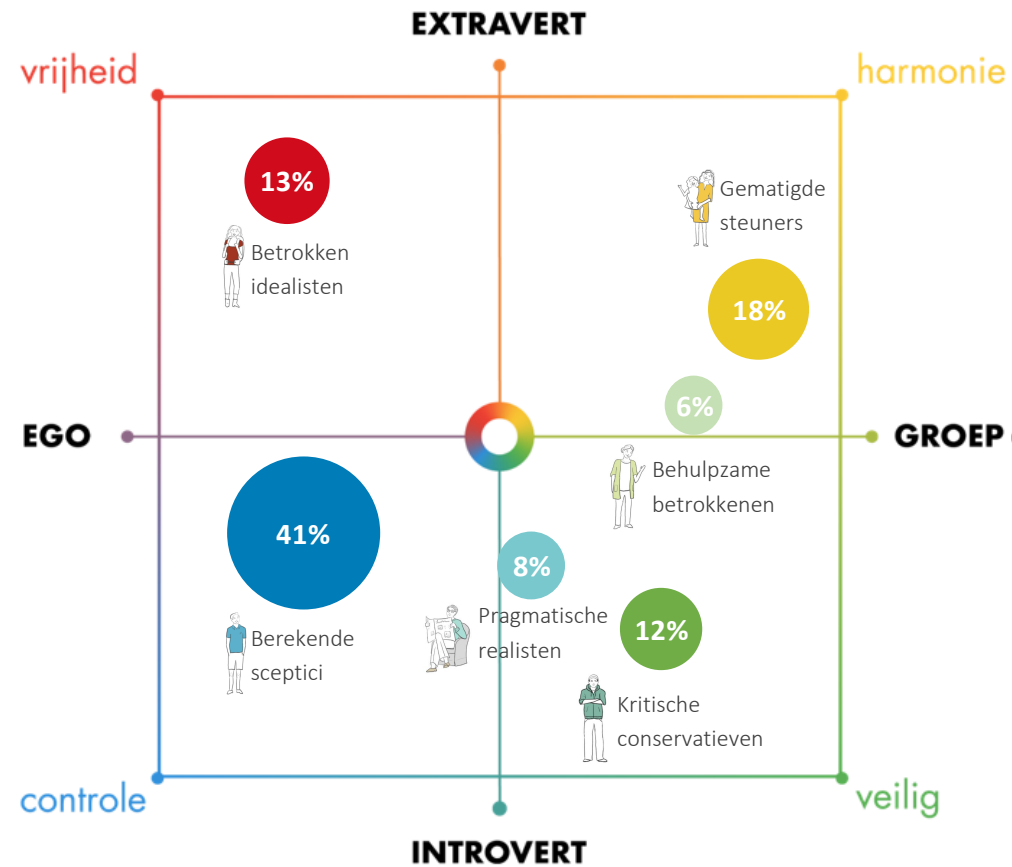 EXTRAVERT
vrijheid
harmonie
13%
Gematigde
steuners
Betrokken
idealisten
18%
6%
EGO
GROEP
Behulpzame
betrokkenen
41%
8%
Pragmatische
realisten
12%
Berekende
sceptici
Kritische
conservatieven
controle
veilig
INTROVERT